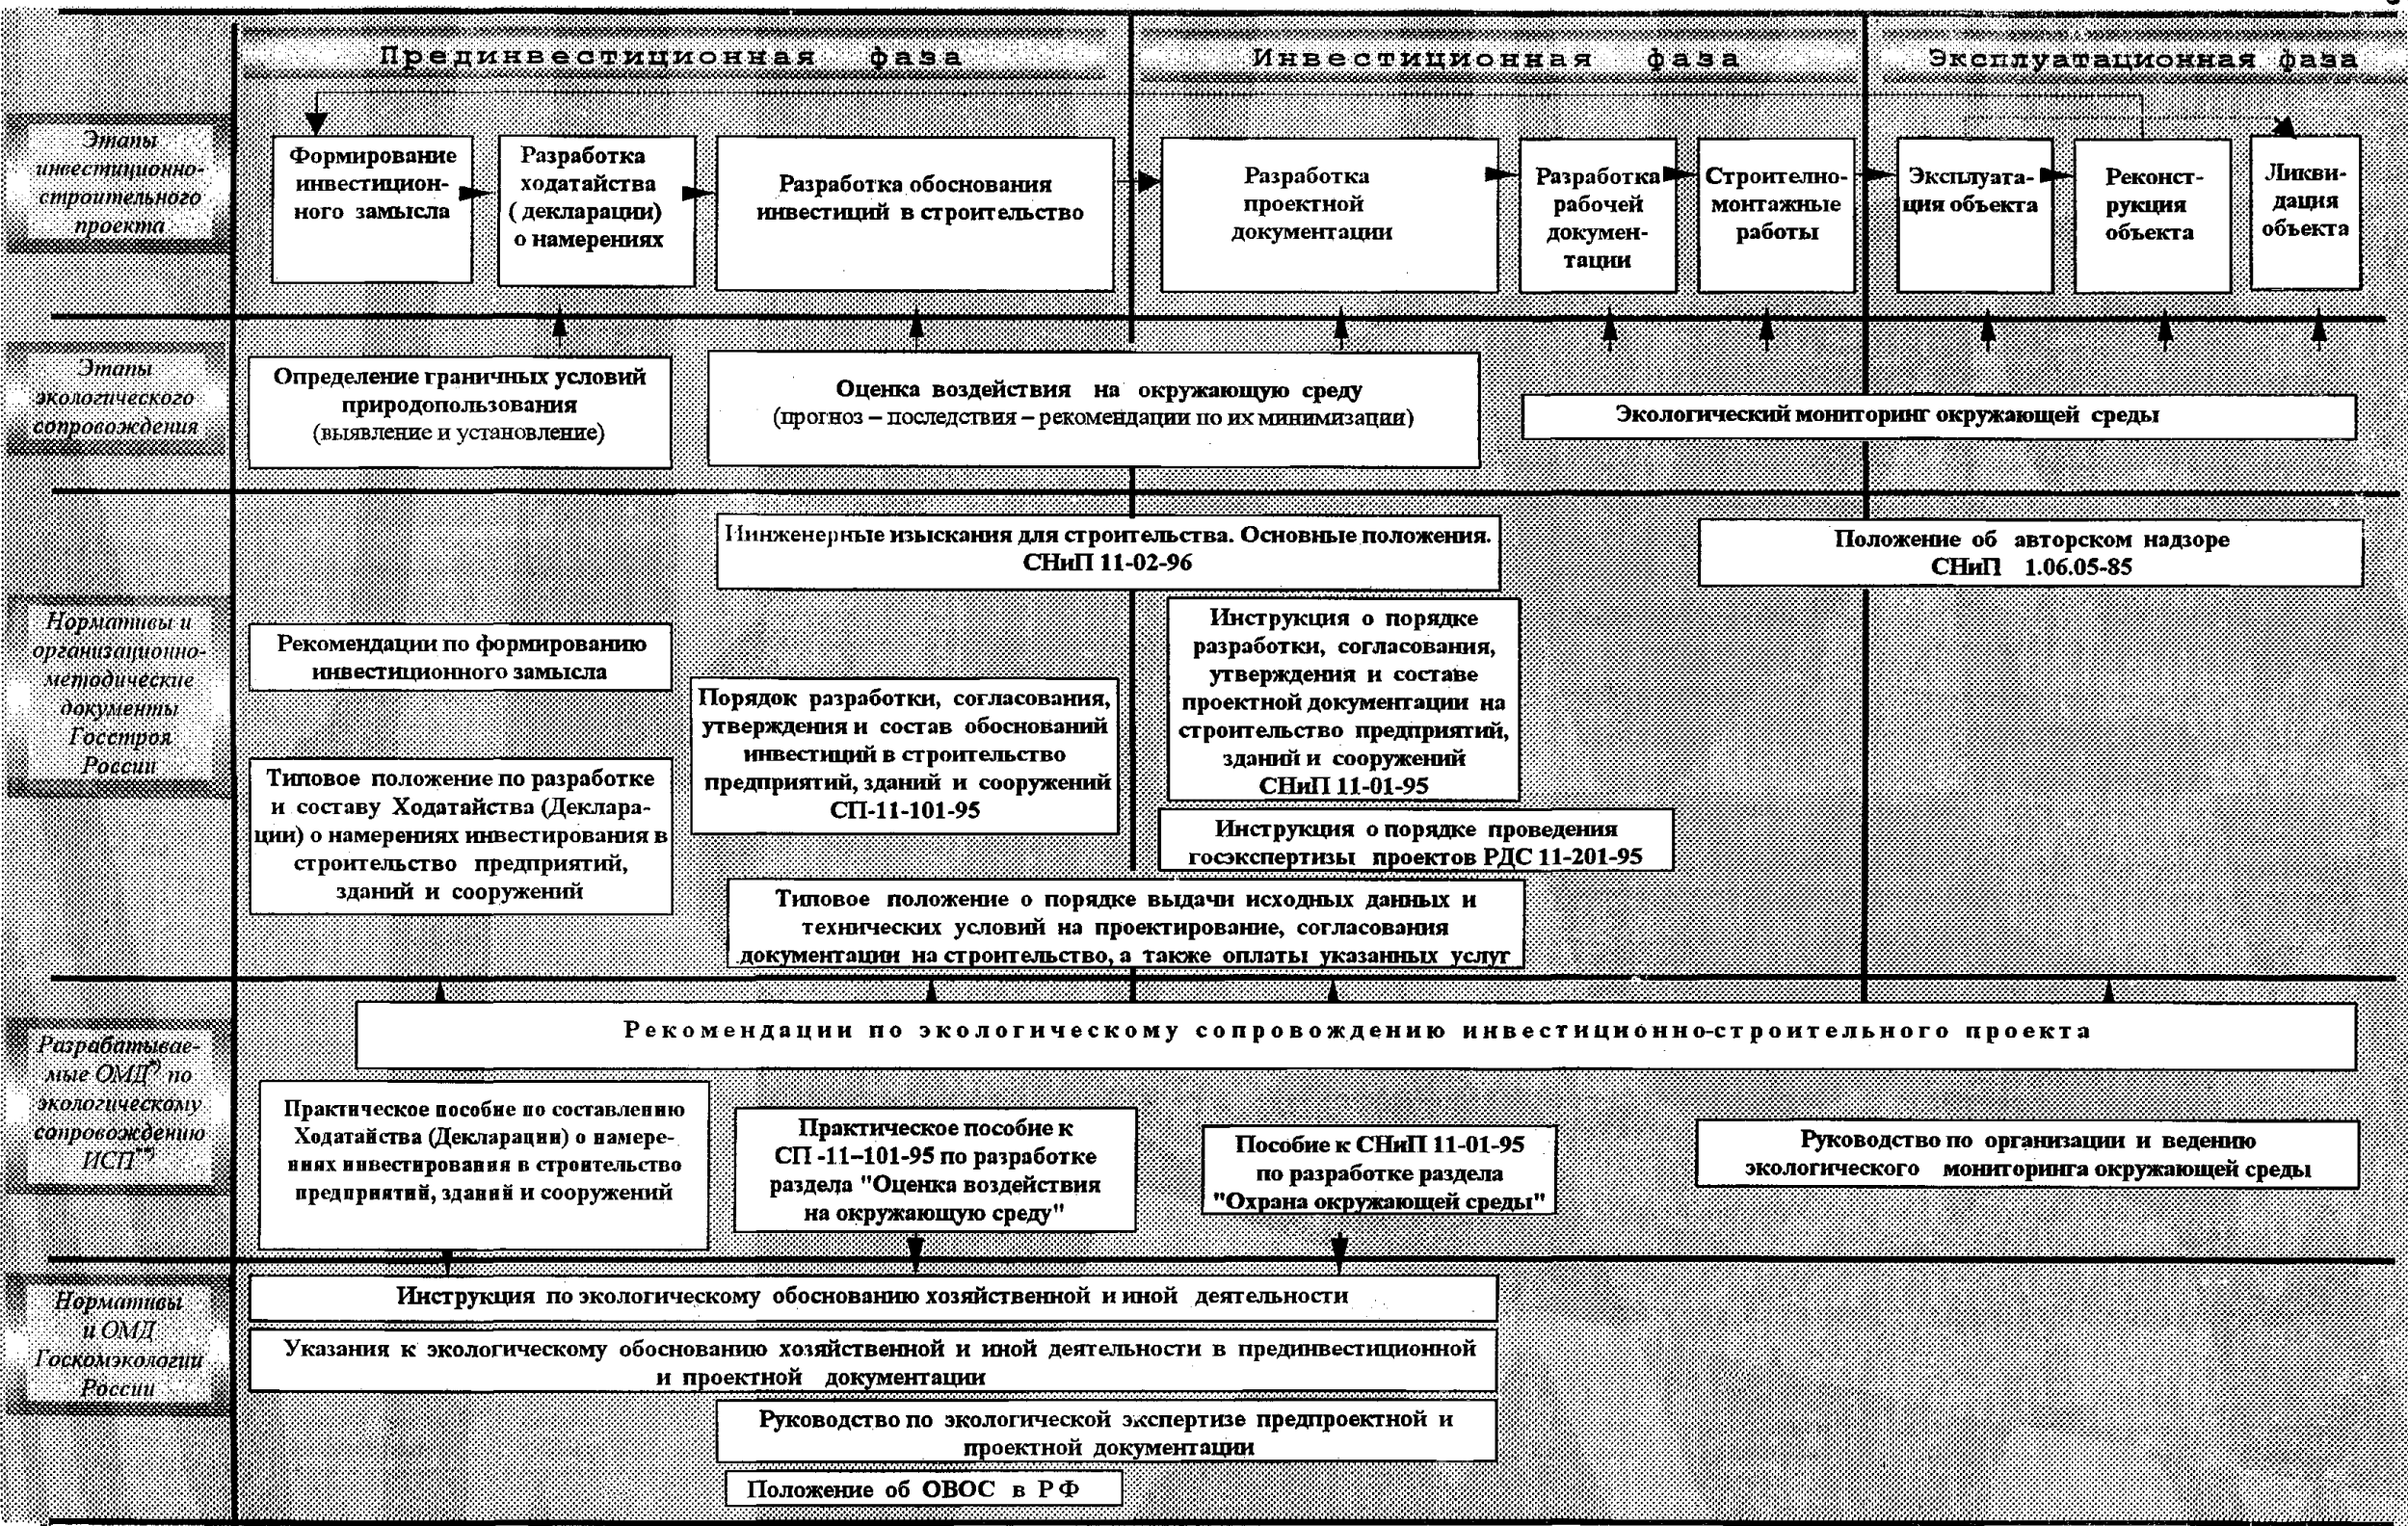 Прединвестиционная фаза
Инвестиционная фаза
Эксплуатационная фаза
Этапы
инвестиционно-
строительного
проекта
Формирование
инвестицион-
ного замысла
Разработка
ходатайства
( декларации)
о намерениях
Разработка обоснования
инвестиций в строительство
Разработка
проектной
документации
Разработка
рабочей
докумен-
тации
Строително-
монтажные
работы
Эксплуата-
ция объекта
Реконст-
рукция
объекта
Ликви-
дация
объекта
Этапы
экологического
сопровождения
Определение граничных условий
природопользования
(выявление и установление)
Оценка воздействия на окружающую среду
(прогноз – последствия – рекомендации по их минимизации)
Экологический мониторинг окружающей среды
Нормативы и
организационно-
методические
документы
Госстроя
России
Иинженерные изыскания для строительства. Основные положения.
СНиП 11-02-96
Положение об авторском надзоре
СНиП 1.06.05-85
Рекомендации по формированию
инвестиционного замысла
Типовое положение по разработке
и составу Ходатайства (Деклара-
ции) о намерениях инвестирования в
строительство предприятий,
зданий и сооружений
Порядок разработки, согласования,
утверждения и состав обоснований
инвестиций в строительство
предприятий, зданий и сооружений
СП-11-101-95
Инструкция о порядке
разработки, согласования,
утверждения и составе
проектной документации на
строительство предприятий,
зданий и сооружений
СНиП 11-01-95
Инструкция о порядке проведения
госэкспертизы проектов РДС 11-201-95
Типовое положение о порядке выдачи исходных данных и
технических условий на проектирование, согласования
документации на строительство, а также оплаты указанных услуг
Разрабатывае-
мые ОМД*) по
экологическому
сопровождению
ИСП**)
Рекомендации по экологическому сопровождению инвестиционно-строительного проекта
Практическое пособие по составлению
Ходатайства (Декларации) о намере-
ниях инвестирования в строительство
предприятий, зданий и сооружений
Практическое пособие к
СП -11–101-95 по разработке
раздела "Оценка воздействия
на окружающую среду"
Пособие к СНиП 11-01-95
по разработке раздела
"Охрана окружающей среды"
Руководство по организации и ведению
экологического мониторинга окружающей среды
Нормативы
и ОМД
Госкомэкологии
России
Инструкция по экологическому обоснованию хозяйственной и иной деятельности
Указания к экологическому обоснованию хозяйственной и иной деятельности в прединвестиционной
и проектной документации
Руководство по экологической экспертизе предпроектной и
проектной документации
Положение об ОВОС в РФ